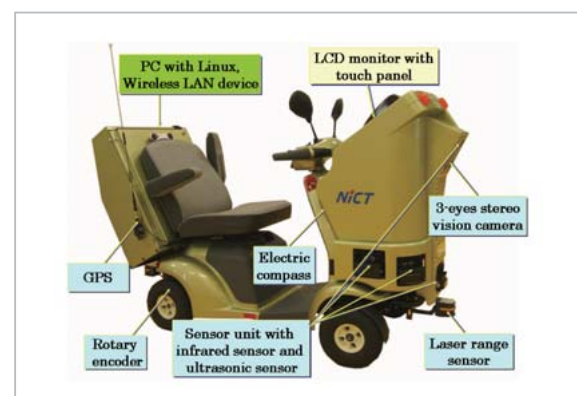 PC with Linux,
Wireless LAN device
LCD monitor with
touch panel
NiCT
3-eyes stereo
vision camera
Electric
compass
GPS
Rotary
encoder
Sensor unit with
infrared sensor and
ultrasonic sensor
Laser range
sensor